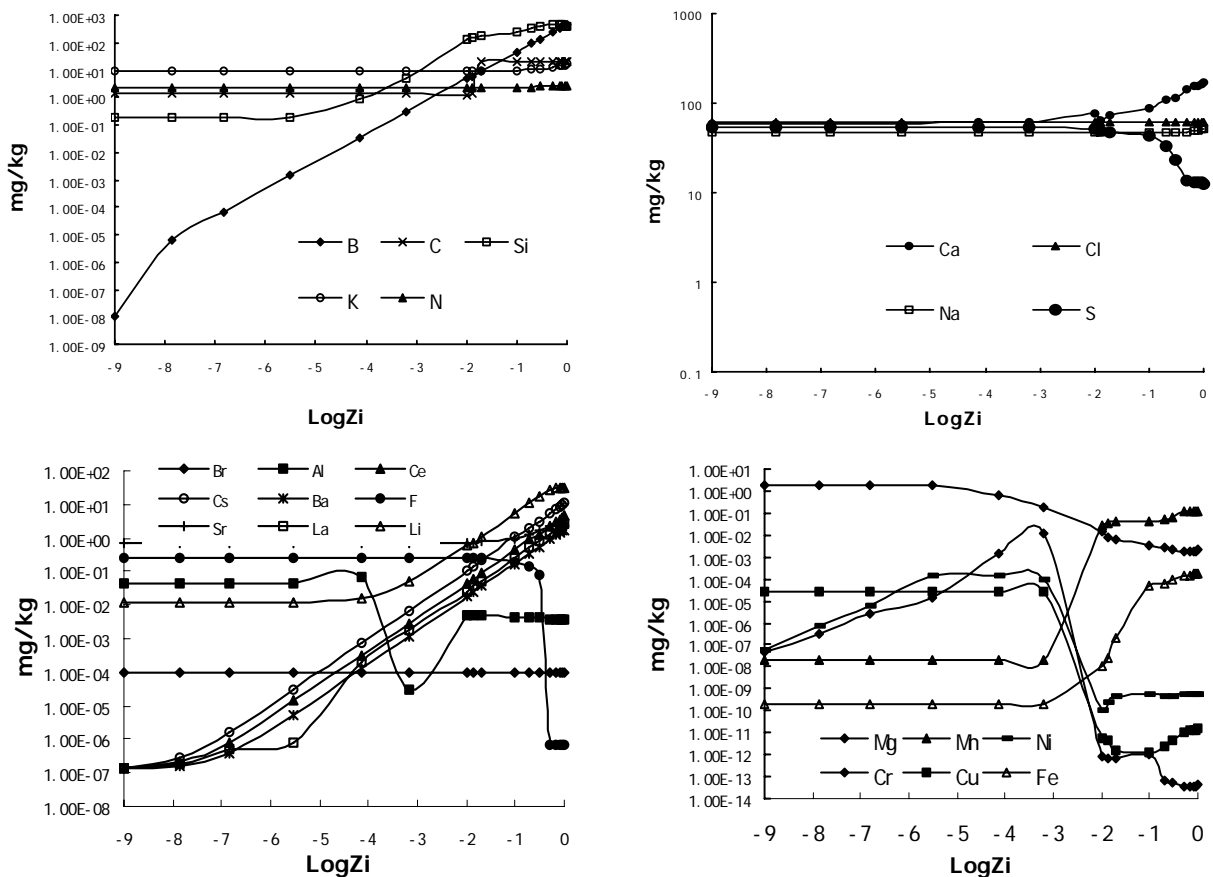 1.00E+03
1.00E+02
1.00E+01
1.00E+00
1.00E-01
1.00E-02
1.00E-03
1.00E-04
1.00E-05
1.00E-06
1.00E-07
1.00E-08
1.00E-09
mg/kg
B C Si
K N
-9 -8 -7 -6 -5 -4 -3 -2 -1 0
LogZi
1000
100
10
1
0.1
mg/kg
Ca Cl
Na S
-9 -8 -7 -6 -5 -4 -3 -2 -1 0
LogZi
1.00E+02
1.00E+01
1.00E+00
1.00E-01
1.00E-02
1.00E-03
1.00E-04
1.00E-05
1.00E-06
1.00E-07
1.00E-08
mg/kg
Br Al Ce
Cs Ba F
Sr La Li
-9 -8 -7 -6 -5 -4 -3 -2 -1 0
LogZi
1.00E+01
1.00E+00
1.00E-01
1.00E-02
1.00E-03
1.00E-04
1.00E-05
1.00E-06
1.00E-07
1.00E-08
1.00E-09
1.00E-10
1.00E-11
1.00E-12
1.00E-13
1.00E-14
mg/kg
Mg Mn Ni
Cr Cu Fe
-9 -8 -7 -6 -5 -4 -3 -2 -1 0
LogZi